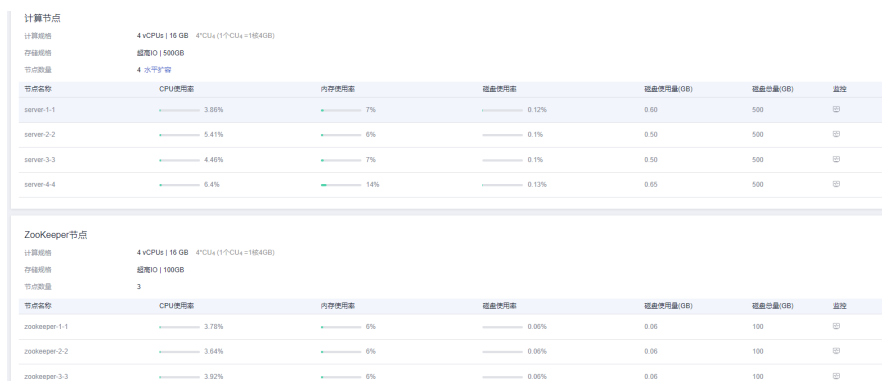 计算节点
计算规格 4 vCPUs | 16 GB 4*CU₄ (1个CU₄ =1核4GB)
存储规格 超高IO | 500GB
节点数量 4 水平扩容
节点名称 CPU使用率 内存使用率 磁盘使用率 磁盘使用量(GB) 磁盘总量(GB) 监控
server-1-1 3.86% 7% 0.12% 0.60 500
server-2-2 5.41% 6% 0.1% 0.50 500
server-3-3 4.46% 7% 0.1% 0.50 500
server-4-4 6.4% 14% 0.13% 0.65 500
ZooKeeper节点
计算规格 4 vCPUs | 16 GB 4*CU₄ (1个CU₄ =1核4GB)
存储规格 超高IO | 100GB
节点数量 3
节点名称 CPU使用率 内存使用率 磁盘使用率 磁盘使用量(GB) 磁盘总量(GB) 监控
zookeeper-1-1 3.78% 6% 0.06% 0.06 100
zookeeper-2-2 3.64% 6% 0.06% 0.06 100
zookeeper-3-3 3.92% 6% 0.06% 0.06 100